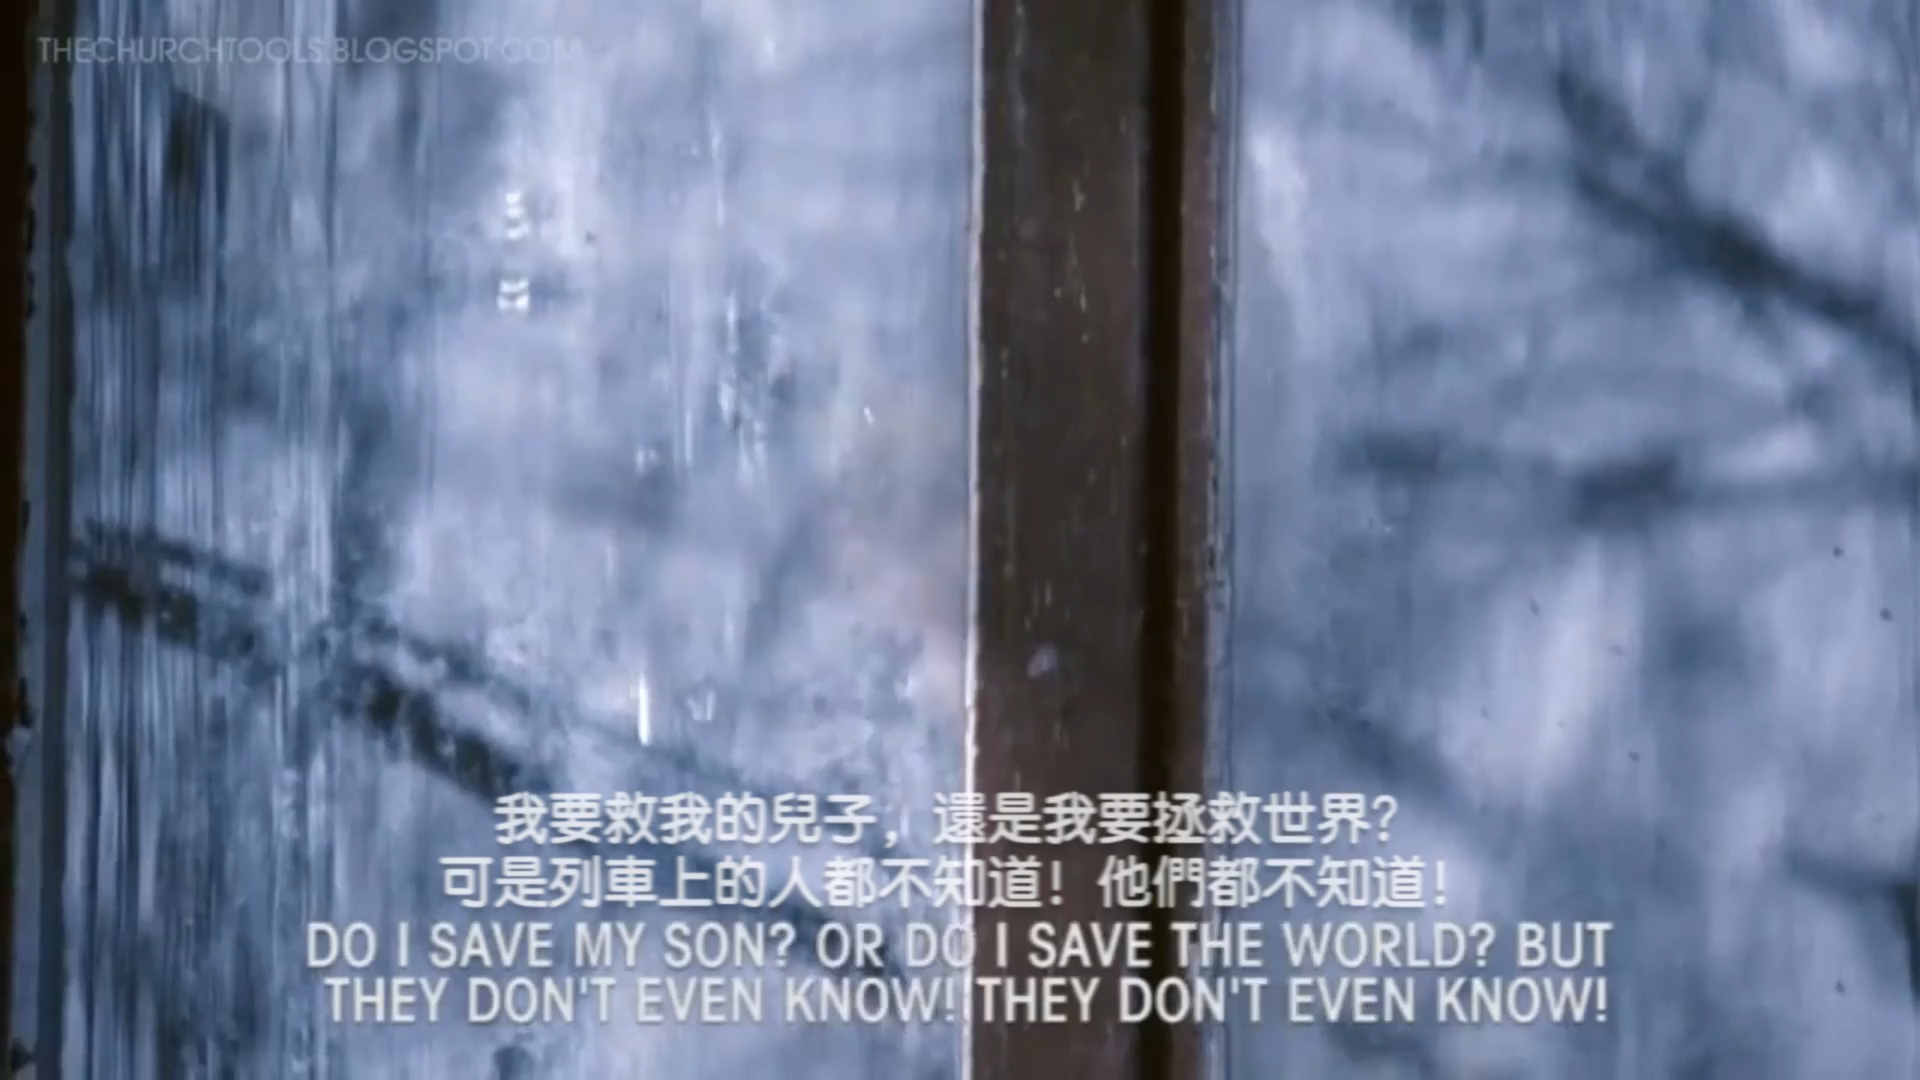 THECHURCHTOOLS.BLOGSPOT.COM
我要救我的兒子，還是我要拯救世界？
可是列車上的人都不知道！他們都不知道！
DO I SAVE MY SON? OR DO I SAVE THE WORLD? BUT
THEY DON'T EVEN KNOW! THEY DON'T EVEN KNOW!